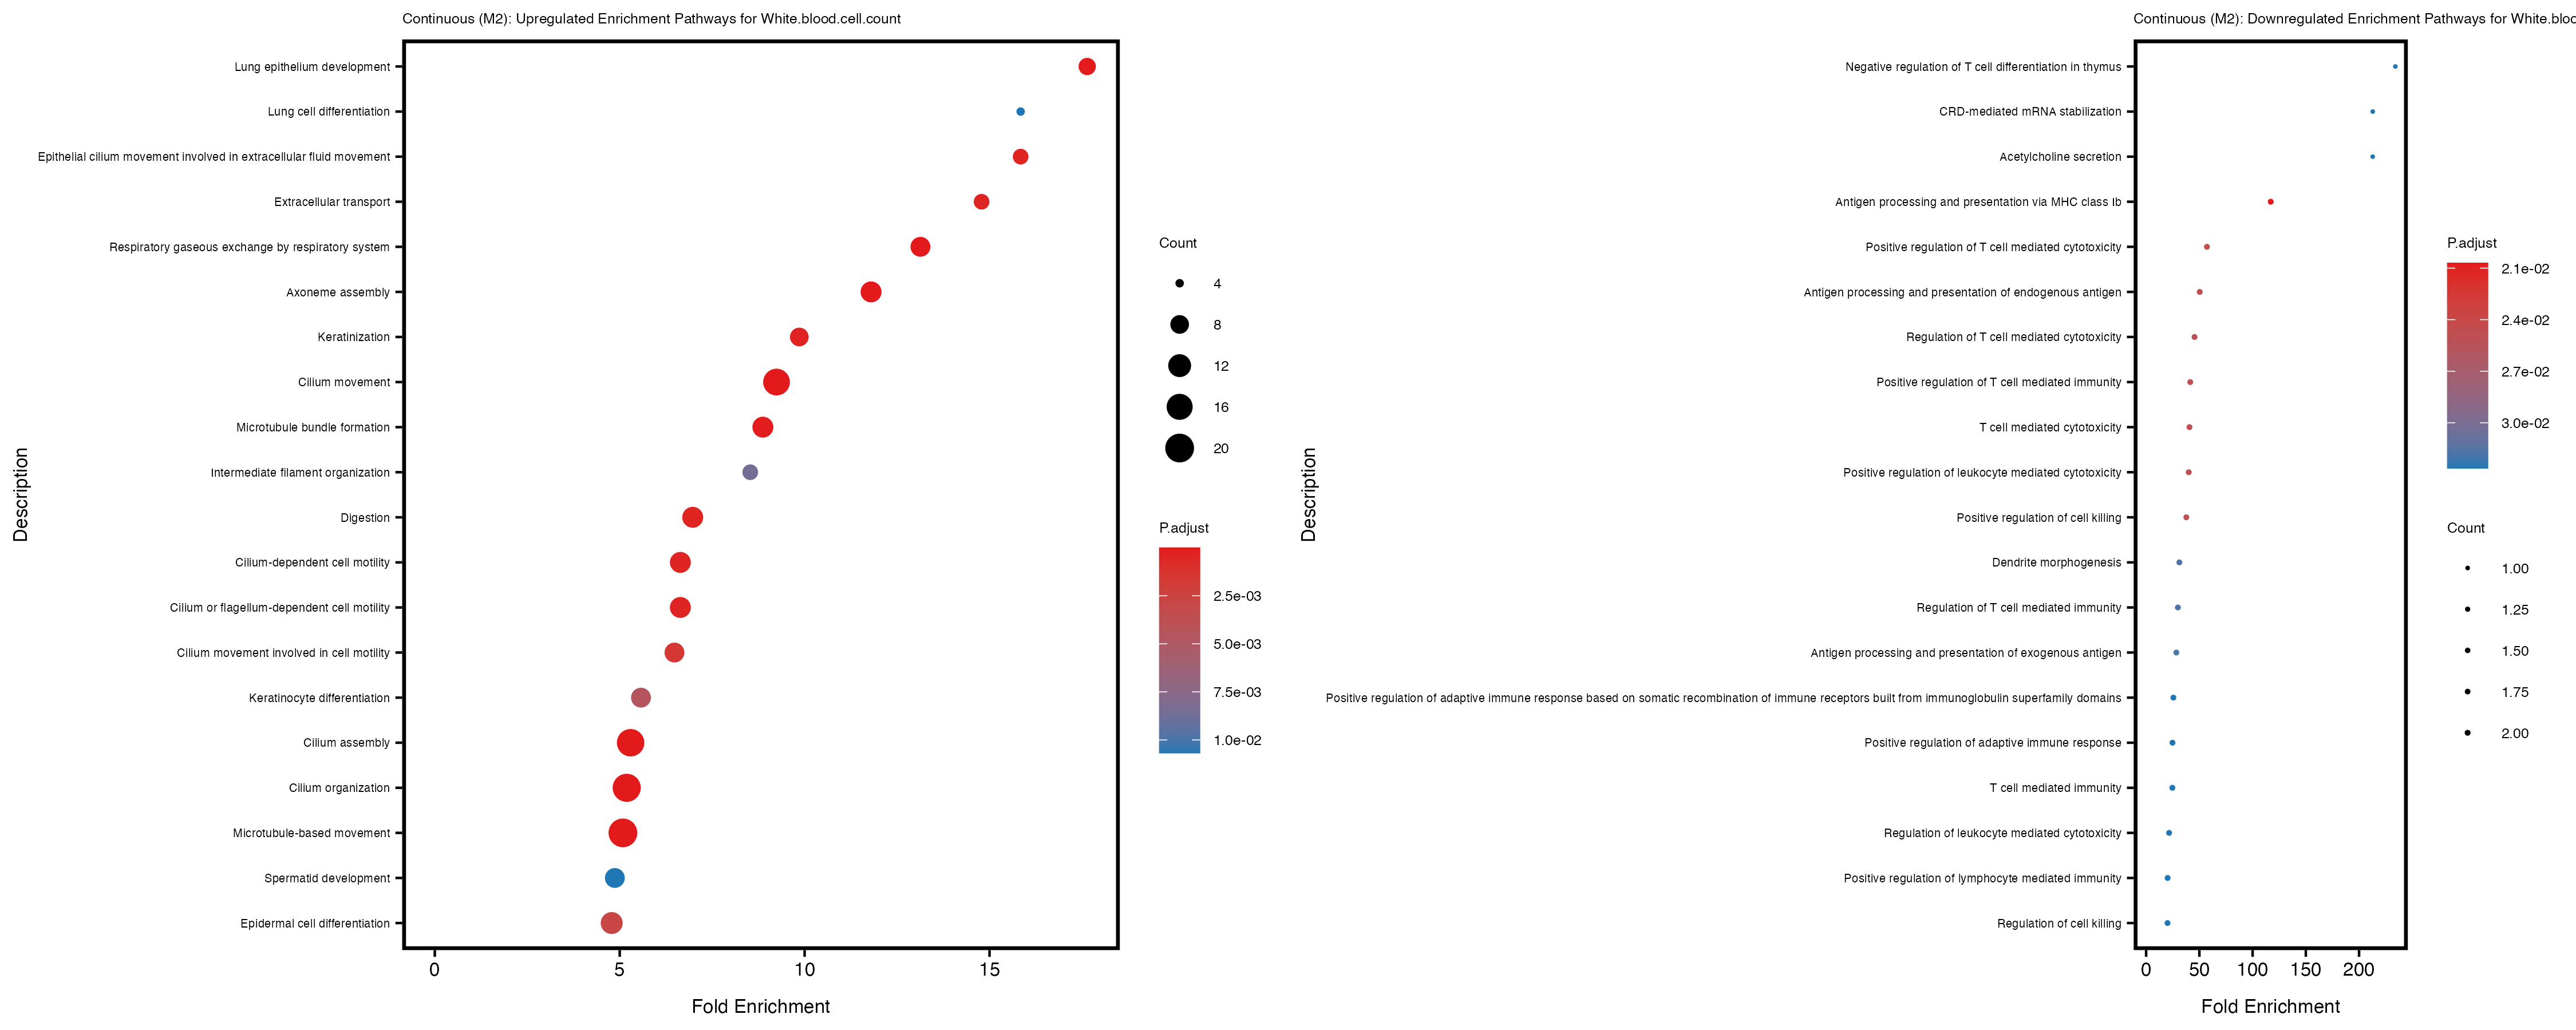 Continuous (M2): Upregulated Enrichment Pathways for White.blood.cell.count
Description
Lung epithelium development
Lung cell differentiation
Epithelial cilium movement involved in extracellular fluid movement
Extracellular transport
Respiratory gaseous exchange by respiratory system
Axoneme assembly
Keratinization
Cilium movement
Microtubule bundle formation
Intermediate filament organization
Digestion
Cilium-dependent cell motility
Cilium or flagellum-dependent cell motility
Cilium movement involved in cell motility
Keratinocyte differentiation
Cilium assembly
Cilium organization
Microtubule-based movement
Spermatid development
Epidermal cell differentiation
0 5 10 15
Fold Enrichment
Count
4
8
12
16
20
P.adjust
2.5e-03
5.0e-03
7.5e-03
1.0e-02
Continuous (M2): Downregulated Enrichment Pathways for White.bloo
Description
Negative regulation of T cell differentiation in thymus
CRD-mediated mRNA stabilization
Acetylcholine secretion
Antigen processing and presentation via MHC class Ib
Positive regulation of T cell mediated cytotoxicity
Antigen processing and presentation of endogenous antigen
Regulation of T cell mediated cytotoxicity
Positive regulation of T cell mediated immunity
T cell mediated cytotoxicity
Positive regulation of leukocyte mediated cytotoxicity
Positive regulation of cell killing
Dendrite morphogenesis
Regulation of T cell mediated immunity
Antigen processing and presentation of exogenous antigen
Positive regulation of adaptive immune response based on somatic recombination of immune receptors built from immunoglobulin superfamily domains
Positive regulation of adaptive immune response
T cell mediated immunity
Regulation of leukocyte mediated cytotoxicity
Positive regulation of lymphocyte mediated immunity
Regulation of cell killing
0 50 100 150 200
Fold Enrichment
P.adjust
2.1e-02
2.4e-02
2.7e-02
3.0e-02
Count
1.00
1.25
1.50
1.75
2.00